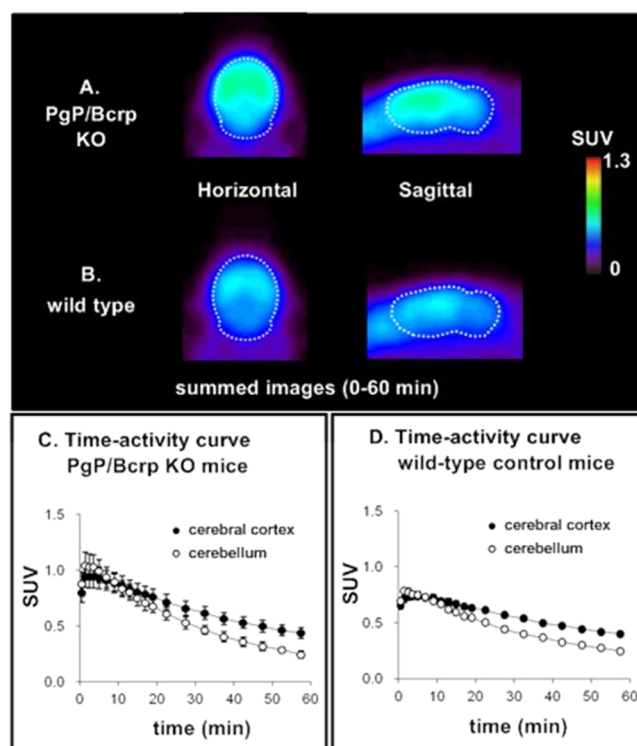 A.
PgP/Bcrp
KO
Horizontal
Sagittal
SUV
1.3
0
B.
wild type
summed images (0-60 min)
C. Time-activity curve
PgP/Bcrp KO mice
SUV
1.5
1.0
0.5
0.0
cerebral cortex
cerebellum
0 10 20 30 40 50 60
time (min)
D. Time-activity curve
wild-type control mice
SUV
1.5
1.0
0.5
0.0
cerebral cortex
cerebellum
0 10 20 30 40 50 60
time (min)